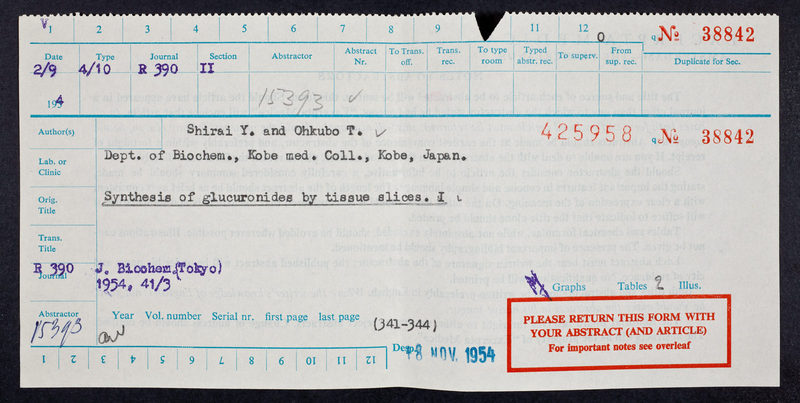 1 2 3 4 5 6 7 8 9 11 12 0
9 № 38842
Date Type Journal Section Abstractor Abstract Nr. To Trans. off. Trans. rec. To type room Typed abstr. rec. To superv. From sup. rec. Duplicate for Sec.
2/9 4/10 R 390 II
1954 15393
Author(s) Shirai Y. and Ohkubo T. 425958 9 № 38842
Lab. or Clinic Dept. of Biochem., Kobe med. Coll., Kobe, Japan.
Orig. Title Synthesis of glucuronides by tissue slices. I
Trans. Title
R 390 J. Biochem.(Tokyo)
Journal 1954, 41/3
Graphs Tables 2 Illus.
Abstractor Year Vol. number Serial nr. first page last page (341-344)
15393
PLEASE RETURN THIS FORM WITH
YOUR ABSTRACT (AND ARTICLE)
For important notes see overleaf
18 NOV. 1954
1 2 3 4 5 6 7 8 9 10 11 12